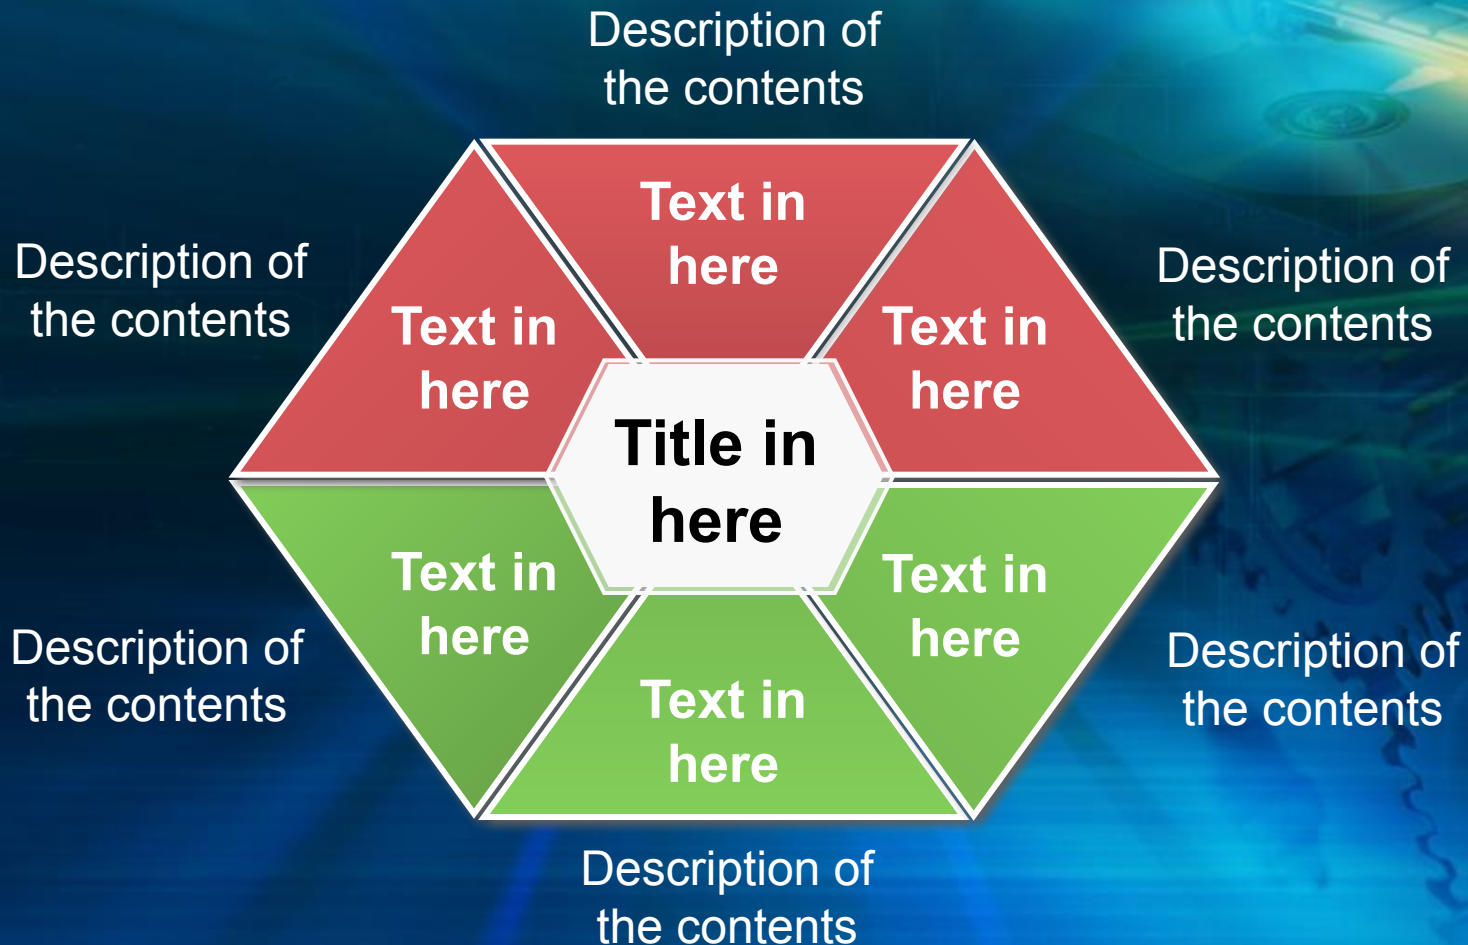 Description of
the contents
Text in
here
Description of
the contents
Text in
here
Text in
here
Description of
the contents
Title in
here
Text in
here
Text in
here
Description of
the contents
Description of
the contents
Text in
here
Description of
the contents